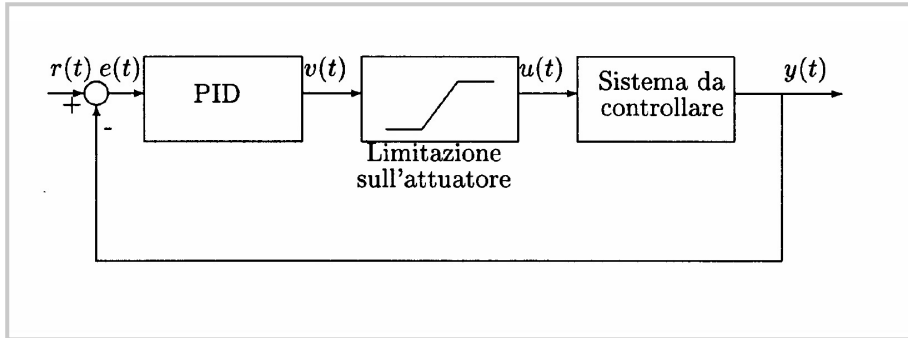 r(t) e(t)
+
-
PID
v(t)
Limitazione
sull'attuatore
u(t)
Sistema da
controllare
y(t)